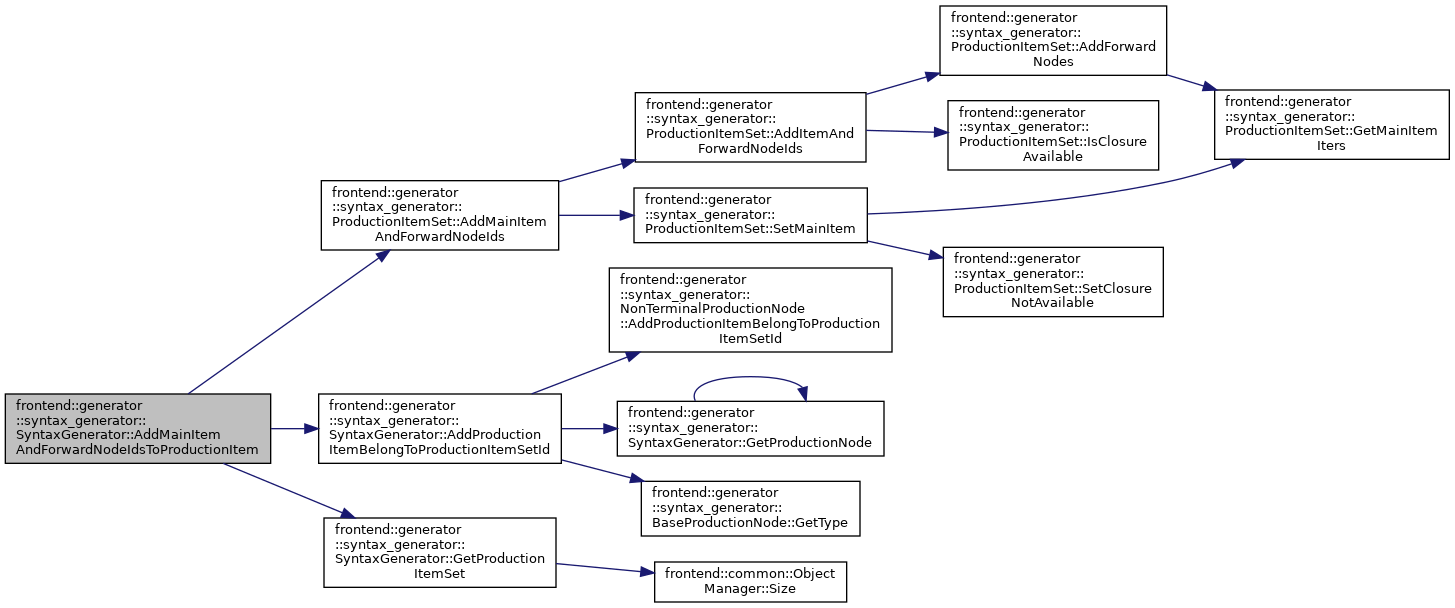 frontend::generator
::syntax_generator::
ProductionItemSet::AddForward
Nodes
frontend::generator
::syntax_generator::
ProductionItemSet::GetMainItem
Iters
frontend::generator
::syntax_generator::
ProductionItemSet::AddItemAnd
ForwardNodeIds
frontend::generator
::syntax_generator::
ProductionItemSet::IsClosure
Available
frontend::generator
::syntax_generator::
ProductionItemSet::AddMainItem
AndForwardNodeIds
frontend::generator
::syntax_generator::
ProductionItemSet::SetMainItem
frontend::generator
::syntax_generator::
ProductionItemSet::SetClosure
NotAvailable
frontend::generator
::syntax_generator::
NonTerminalProductionNode
::AddProductionItemBelongToProduction
ItemSetId
frontend::generator
::syntax_generator::
SyntaxGenerator::AddMainItem
AndForwardNodeIdsToProductionItem
frontend::generator
::syntax_generator::
SyntaxGenerator::AddProduction
ItemBelongToProductionItemSetId
frontend::generator
::syntax_generator::
SyntaxGenerator::GetProductionNode
frontend::generator
::syntax_generator::
BaseProductionNode::GetType
frontend::generator
::syntax_generator::
SyntaxGenerator::GetProduction
ItemSet
frontend::common::Object
Manager::Size